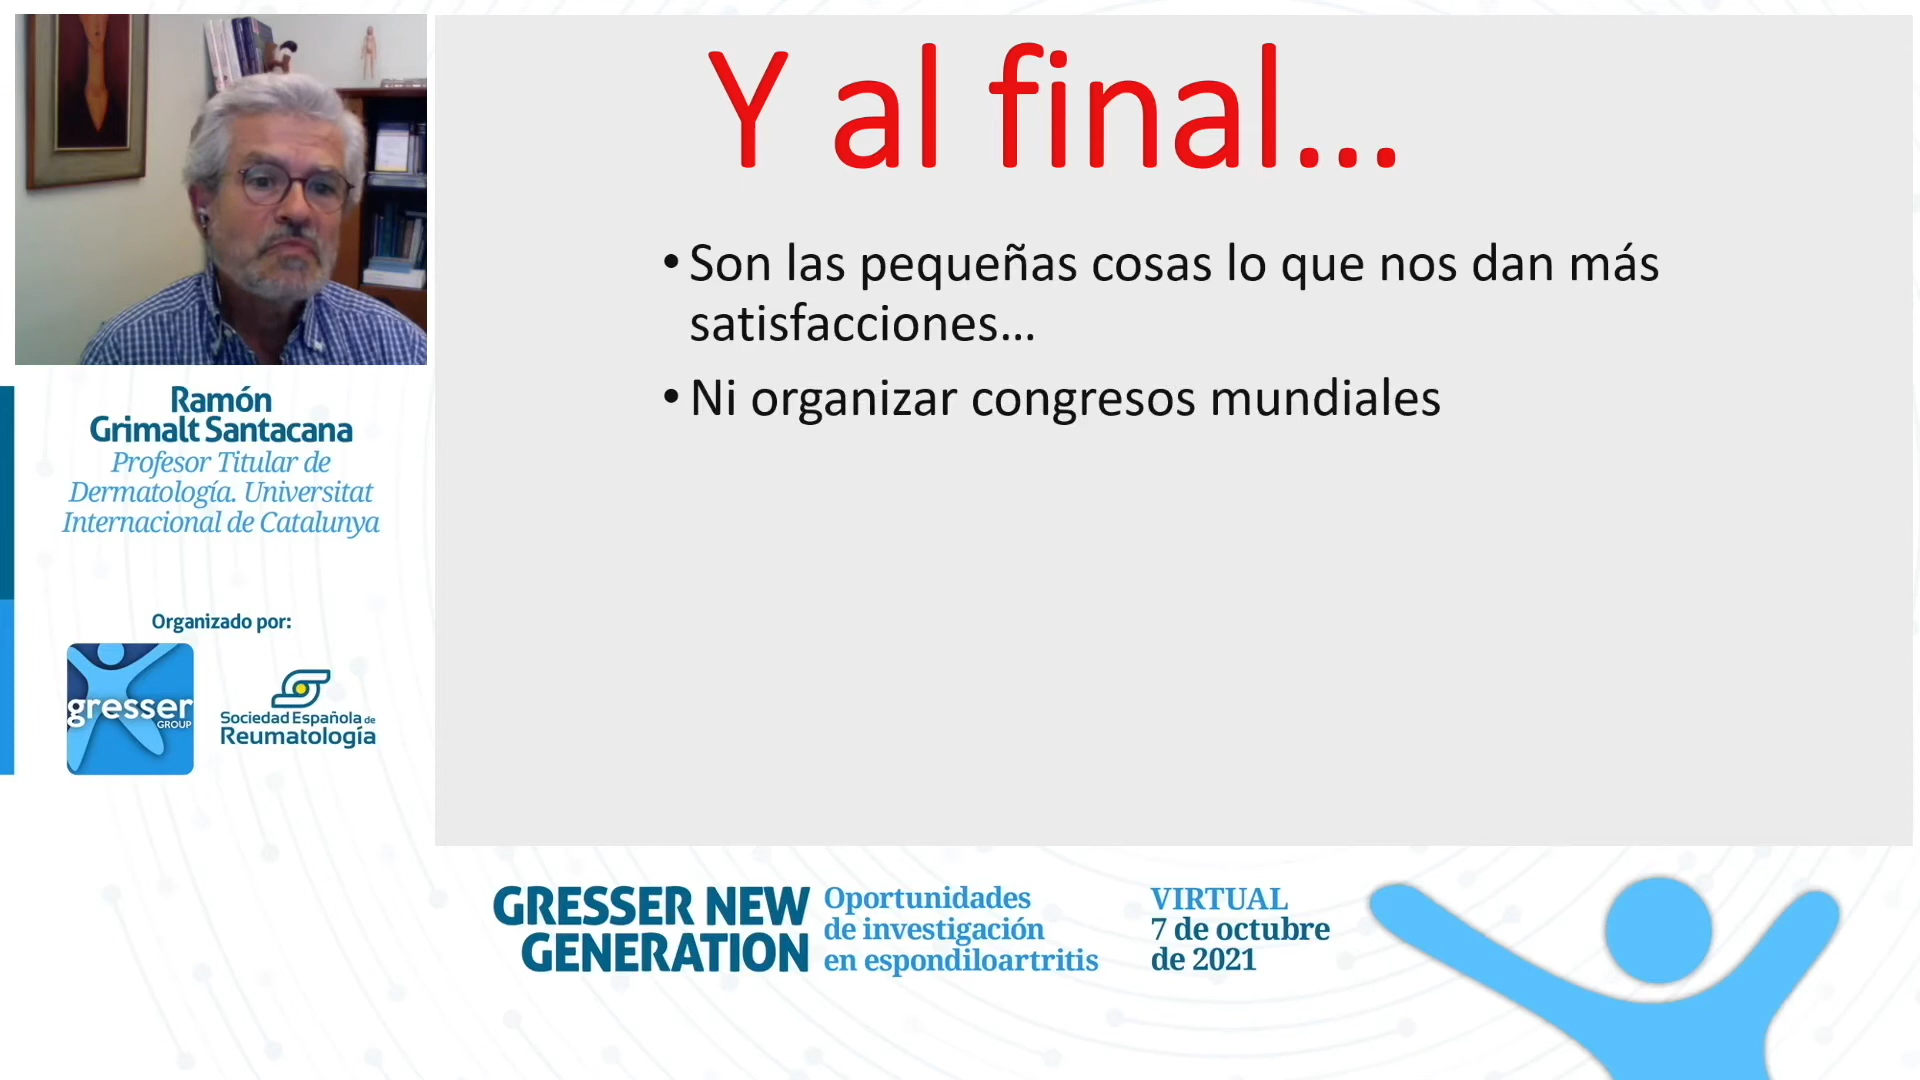 Y al final...
• Son las pequeñas cosas lo que nos dan más
satisfacciones...
• Ni organizar congresos mundiales
Ramón
Grimalt Santacana
Profesor Titular de
Dermatología. Universitat
Internacional de Catalunya
Organizado por:
gresser
GROUP
Sociedad Española de
Reumatología
GRESSER NEW
GENERATION
Oportunidades
de investigación
en espondiloartritis
VIRTUAL
7 de octubre
de 2021